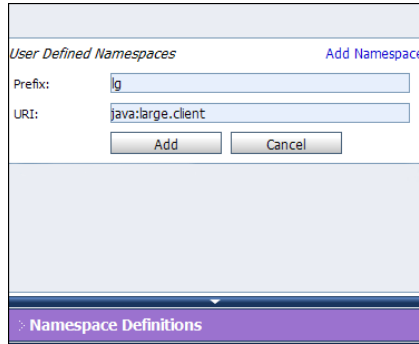 User Defined Namespaces Add Namespace
Prefix: lg
URI: java:large.client
Add Cancel
Namespace Definitions